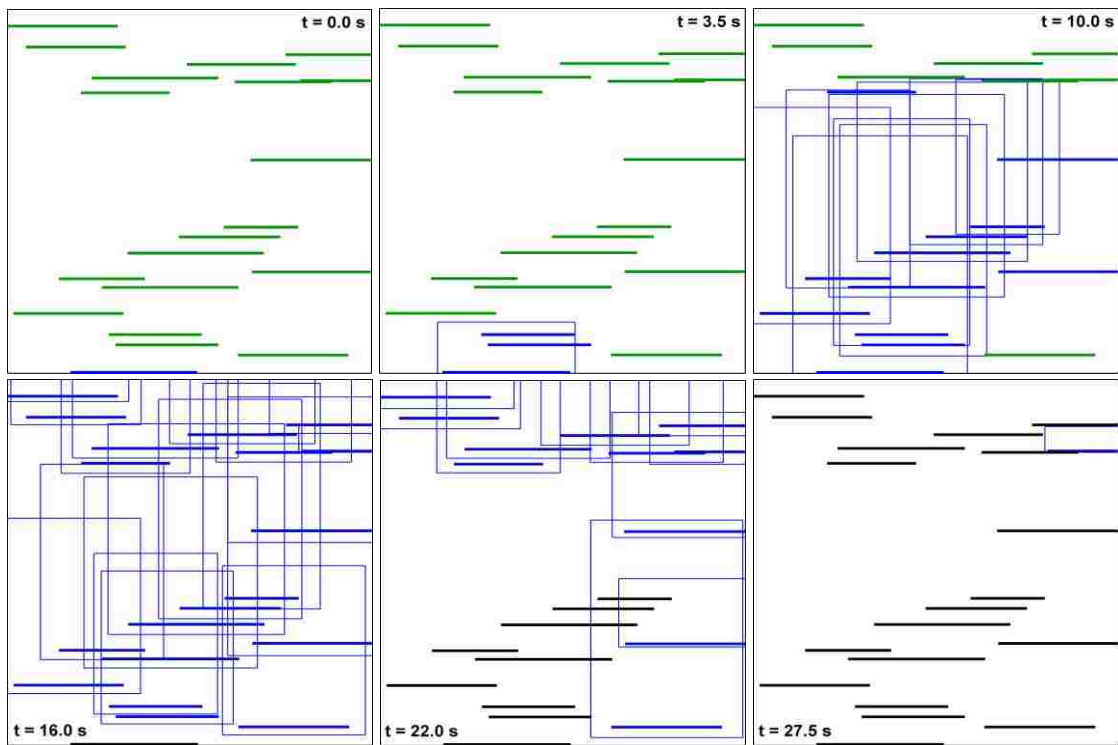 t = 0.0 s
t = 3.5 s
t = 10.0 s
t = 16.0 s
t = 22.0 s
t = 27.5 s